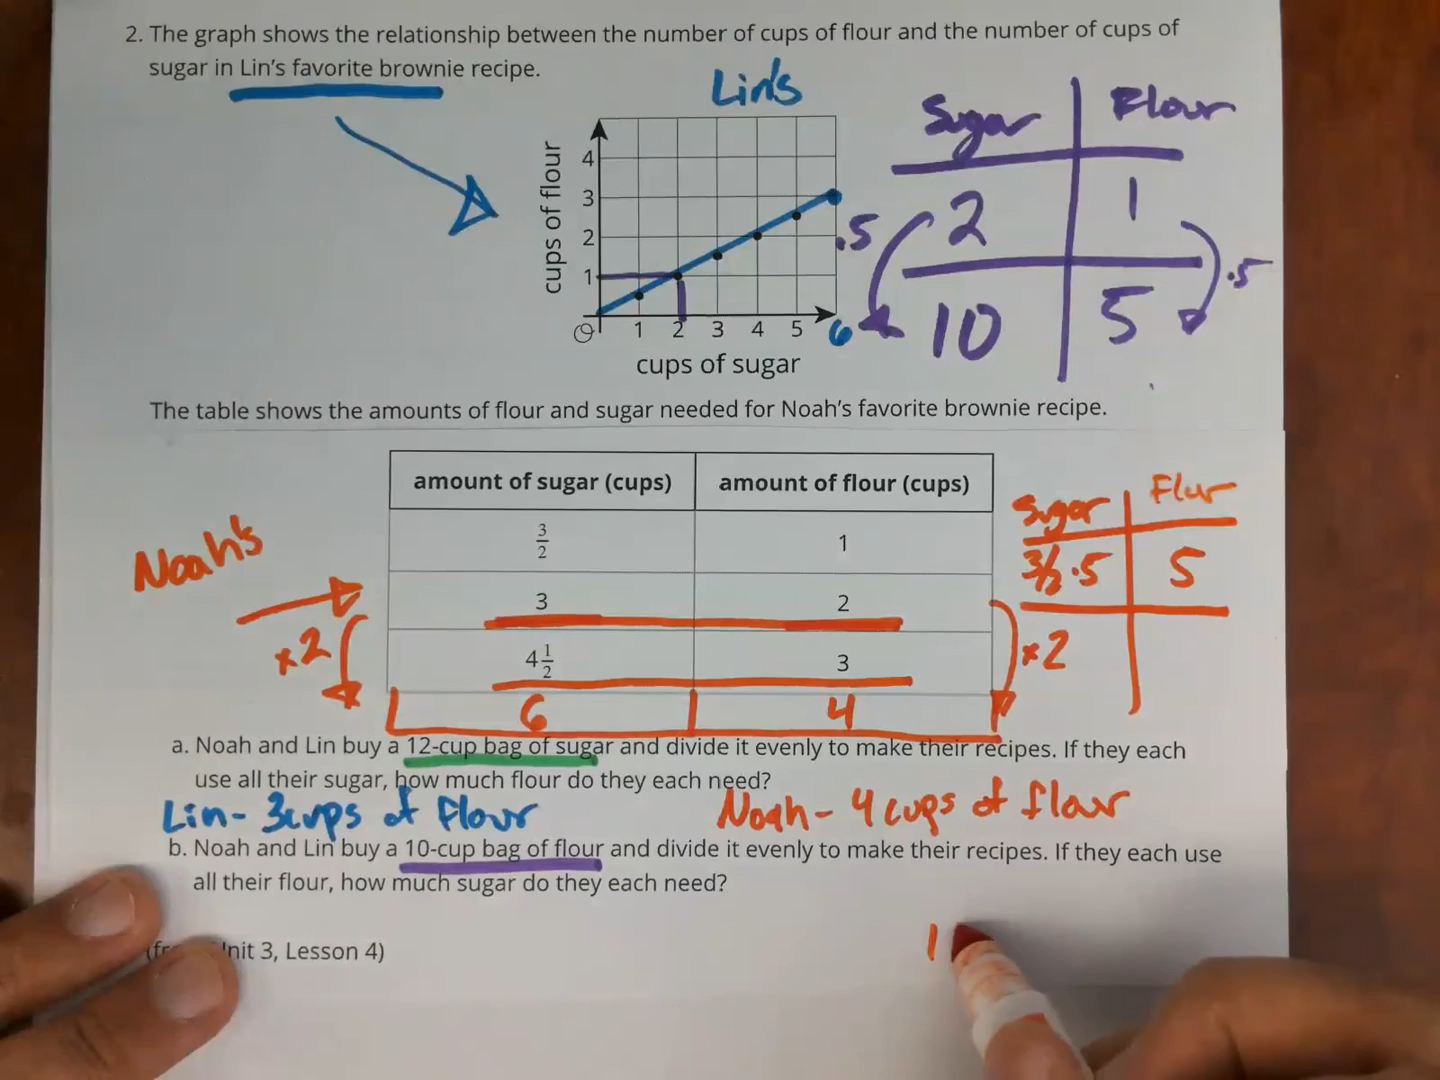 2. The graph shows the relationship between the number of cups of flour and the number of cups of
sugar in Lin's favorite brownie recipe.
Lin's
cups of flour
4
3
2
1
O
1 2 3 4 5 6
cups of sugar
Sugar Flour
2 1
.5 .5
10 5
The table shows the amounts of flour and sugar needed for Noah's favorite brownie recipe.
amount of sugar (cups) amount of flour (cups)
3/2 1
3 2
4 1/2 3
6 4
Noah's
×2 ×2
Sugar Flur
3/2 · 5 5
a. Noah and Lin buy a 12-cup bag of sugar and divide it evenly to make their recipes. If they each
use all their sugar, how much flour do they each need?
Lin- 3cups of flour Noah- 4 cups of flour
b. Noah and Lin buy a 10-cup bag of flour and divide it evenly to make their recipes. If they each use
all their flour, how much sugar do they each need?
1
Unit 3, Lesson 4)